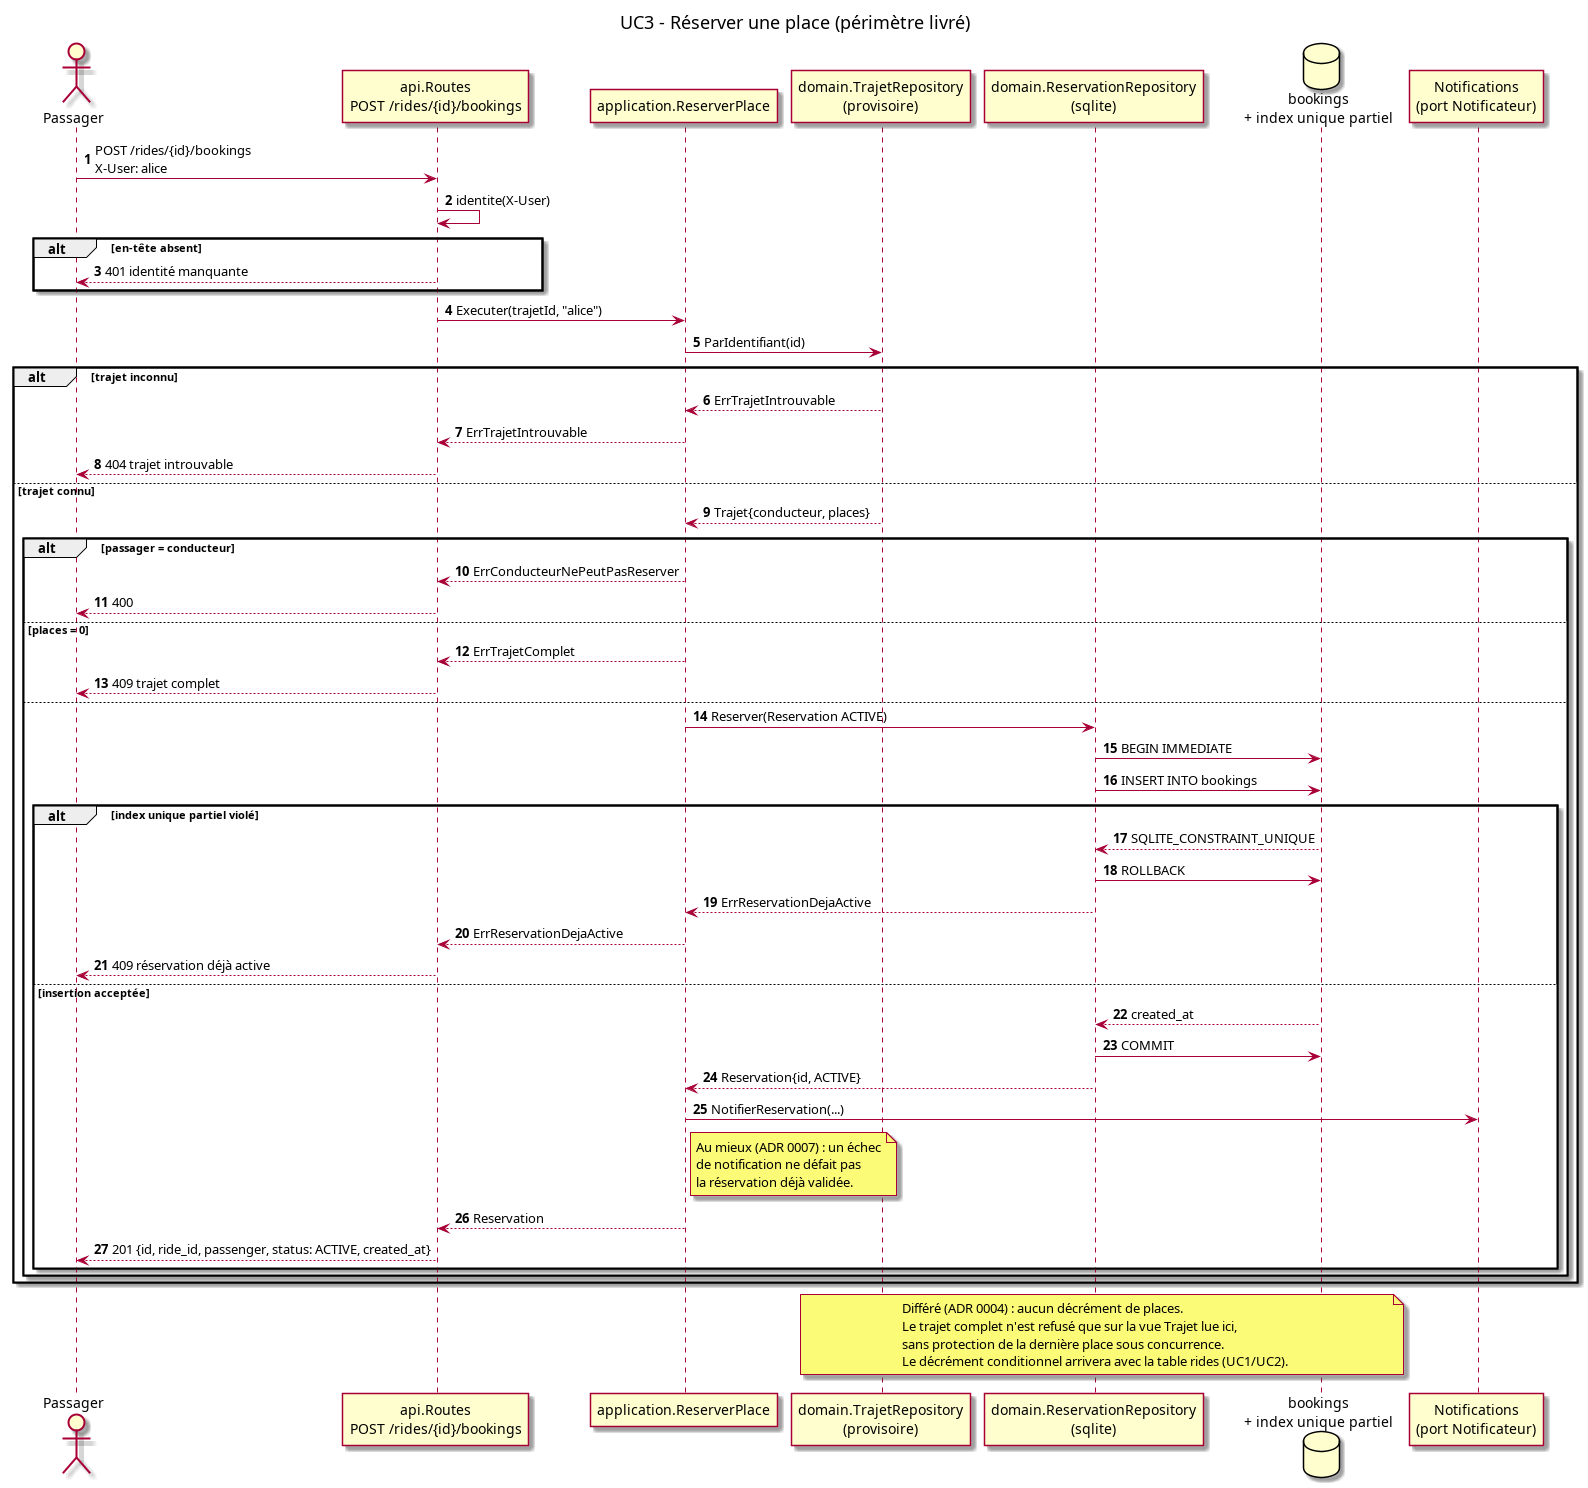 UC3 - Réserver une place (périmètre livré)
Passager
api.Routes
POST /rides/{id}/bookings
application.ReserverPlace
domain.TrajetRepository
(provisoire)
domain.ReservationRepository
(sqlite)
bookings
+ index unique partiel
Notifications
(port Notificateur)
1 POST /rides/{id}/bookings
X-User: alice
2 identite(X-User)
alt [en-tête absent]
3 401 identité manquante
4 Executer(trajetId, "alice")
5 ParIdentifiant(id)
alt [trajet inconnu]
6 ErrTrajetIntrouvable
7 ErrTrajetIntrouvable
8 404 trajet introuvable
[trajet connu]
9 Trajet{conducteur, places}
alt [passager = conducteur]
10 ErrConducteurNePeutPasReserver
11 400
[places = 0]
12 ErrTrajetComplet
13 409 trajet complet
14 Reserver(Reservation ACTIVE)
15 BEGIN IMMEDIATE
16 INSERT INTO bookings
alt [index unique partiel violé]
17 SQLITE_CONSTRAINT_UNIQUE
18 ROLLBACK
19 ErrReservationDejaActive
20 ErrReservationDejaActive
21 409 réservation déjà active
[insertion acceptée]
22 created_at
23 COMMIT
24 Reservation{id, ACTIVE}
25 NotifierReservation(...)
Au mieux (ADR 0007) : un échec
de notification ne défait pas
la réservation déjà validée.
26 Reservation
27 201 {id, ride_id, passenger, status: ACTIVE, created_at}
Différé (ADR 0004) : aucun décrément de places.
Le trajet complet n'est refusé que sur la vue Trajet lue ici,
sans protection de la dernière place sous concurrence.
Le décrément conditionnel arrivera avec la table rides (UC1/UC2).
Passager
api.Routes
POST /rides/{id}/bookings
application.ReserverPlace
domain.TrajetRepository
(provisoire)
domain.ReservationRepository
(sqlite)
bookings
+ index unique partiel
Notifications
(port Notificateur)